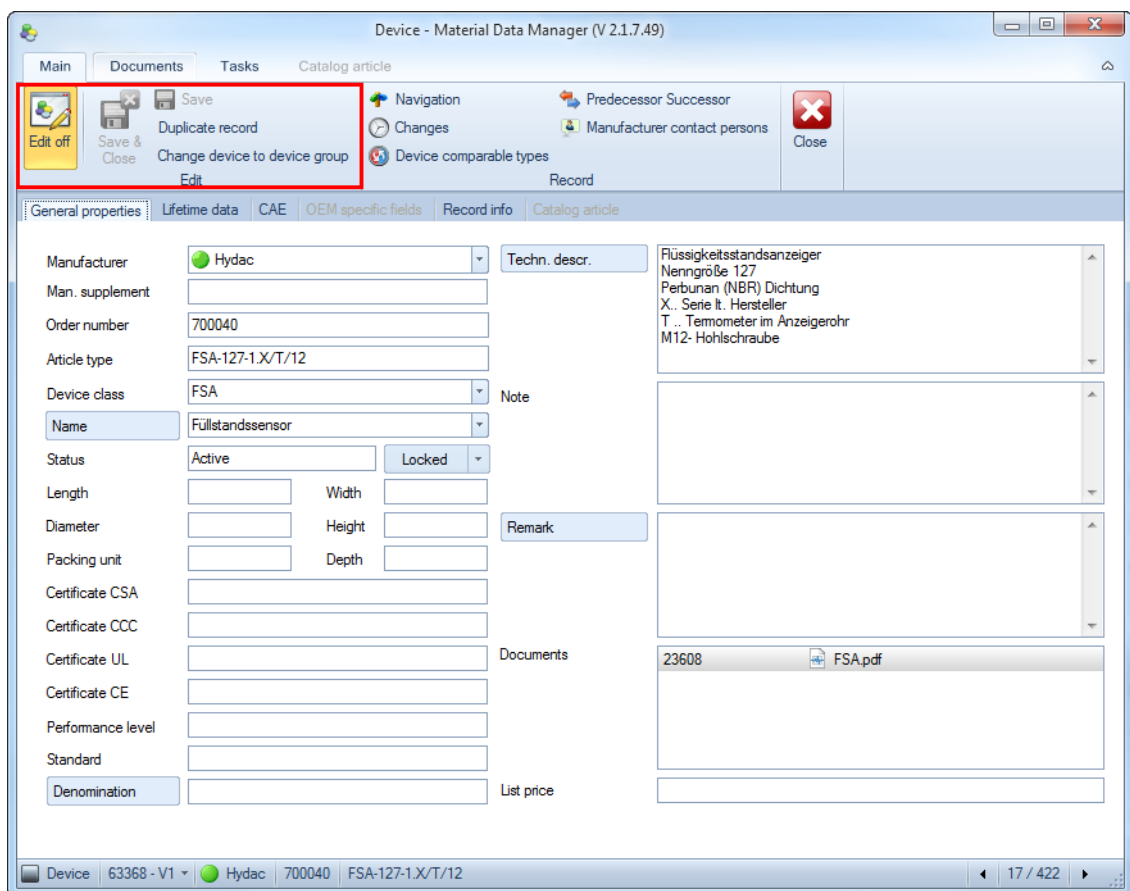 Device - Material Data Manager (V 2.1.7.49)
Main Documents Tasks Catalog article
Edit off
Save & Close
Save
Duplicate record
Change device to device group
Edit
Navigation
Changes
Device comparable types
Predecessor Successor
Manufacturer contact persons
Record
Close
General properties Lifetime data CAE OEM specific fields Record info Catalog article
Manufacturer Hydac
Man. supplement
Order number 700040
Article type FSA-127-1.X/T/12
Device class FSA
Name Füllstandssensor
Status Active Locked
Length Width
Diameter Height
Packing unit Depth
Certificate CSA
Certificate CCC
Certificate UL
Certificate CE
Performance level
Standard
Denomination
Techn. descr.
Flüssigkeitsstandsanzeiger
Nenngröße 127
Perbunan (NBR) Dichtung
X.. Serie lt. Hersteller
T .. Termometer im Anzeigerohr
M12- Hohlschraube
Note
Remark
Documents 23608 FSA.pdf
List price
Device 63368 - V1 Hydac 700040 FSA-127-1.X/T/12 17 / 422